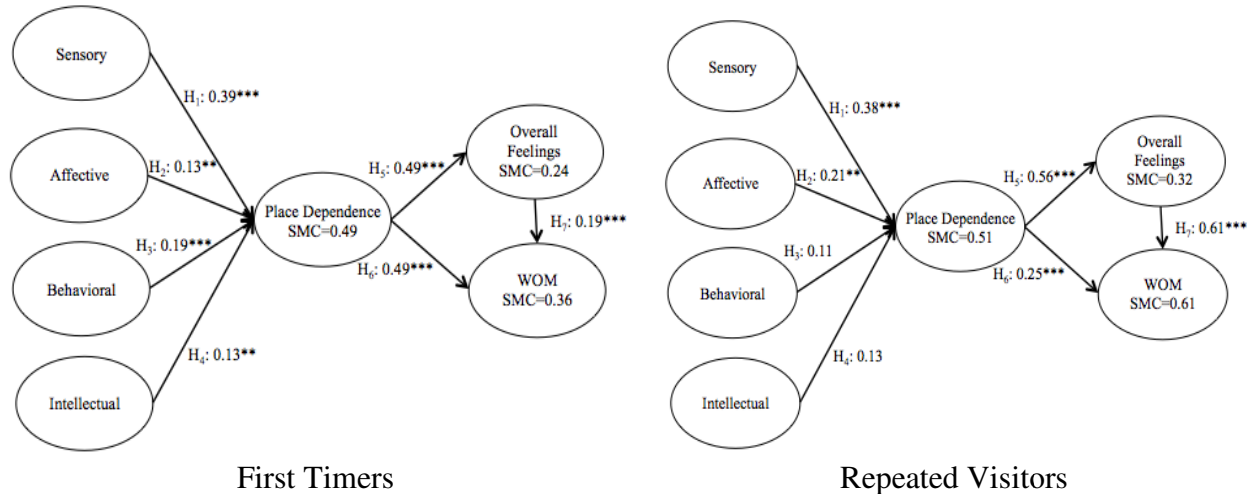 Sensory
H₁: 0.39***
Affective
H₂: 0.13**
Behavioral
H₃: 0.19***
Intellectual
H₄: 0.13**
Place Dependence
SMC=0.49
H₅: 0.49***
H₆: 0.49***
Overall
Feelings
SMC=0.24
H₇: 0.19***
WOM
SMC=0.36
First Timers
Sensory
H₁: 0.38***
Affective
H₂: 0.21**
Behavioral
H₃: 0.11
Intellectual
H₄: 0.13
Place Dependence
SMC=0.51
H₅: 0.56***
H₆: 0.25***
Overall
Feelings
SMC=0.32
H₇: 0.61***
WOM
SMC=0.61
Repeated Visitors